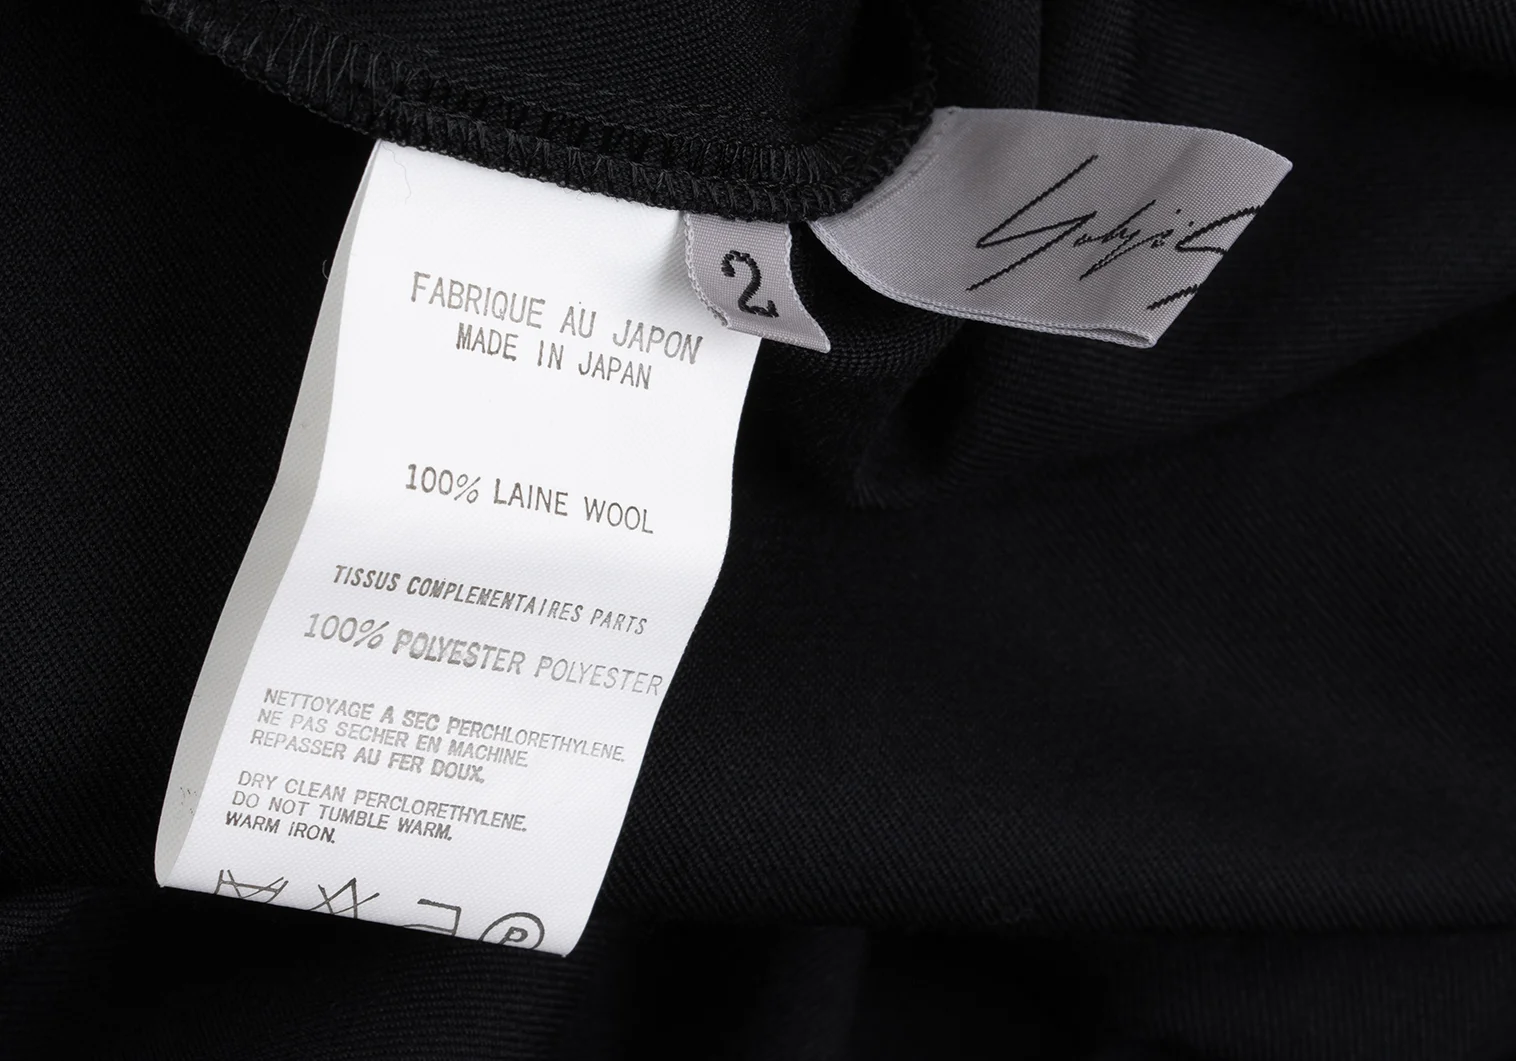 FABRIQUE AU JAPON
MADE IN JAPAN
100% LAINE WOOL
TISSUS COMPLEMENTAIRES PARTS
100% POLYESTER POLYESTER
NETTOYAGE A SEC PERCHLORETHYLENE.
NE PAS SECHER EN MACHINE.
REPASSER AU FER DOUX.
DRY CLEAN PERCLORETHYLENE.
DO NOT TUMBLE WARM.
WARM IRON.
P
2